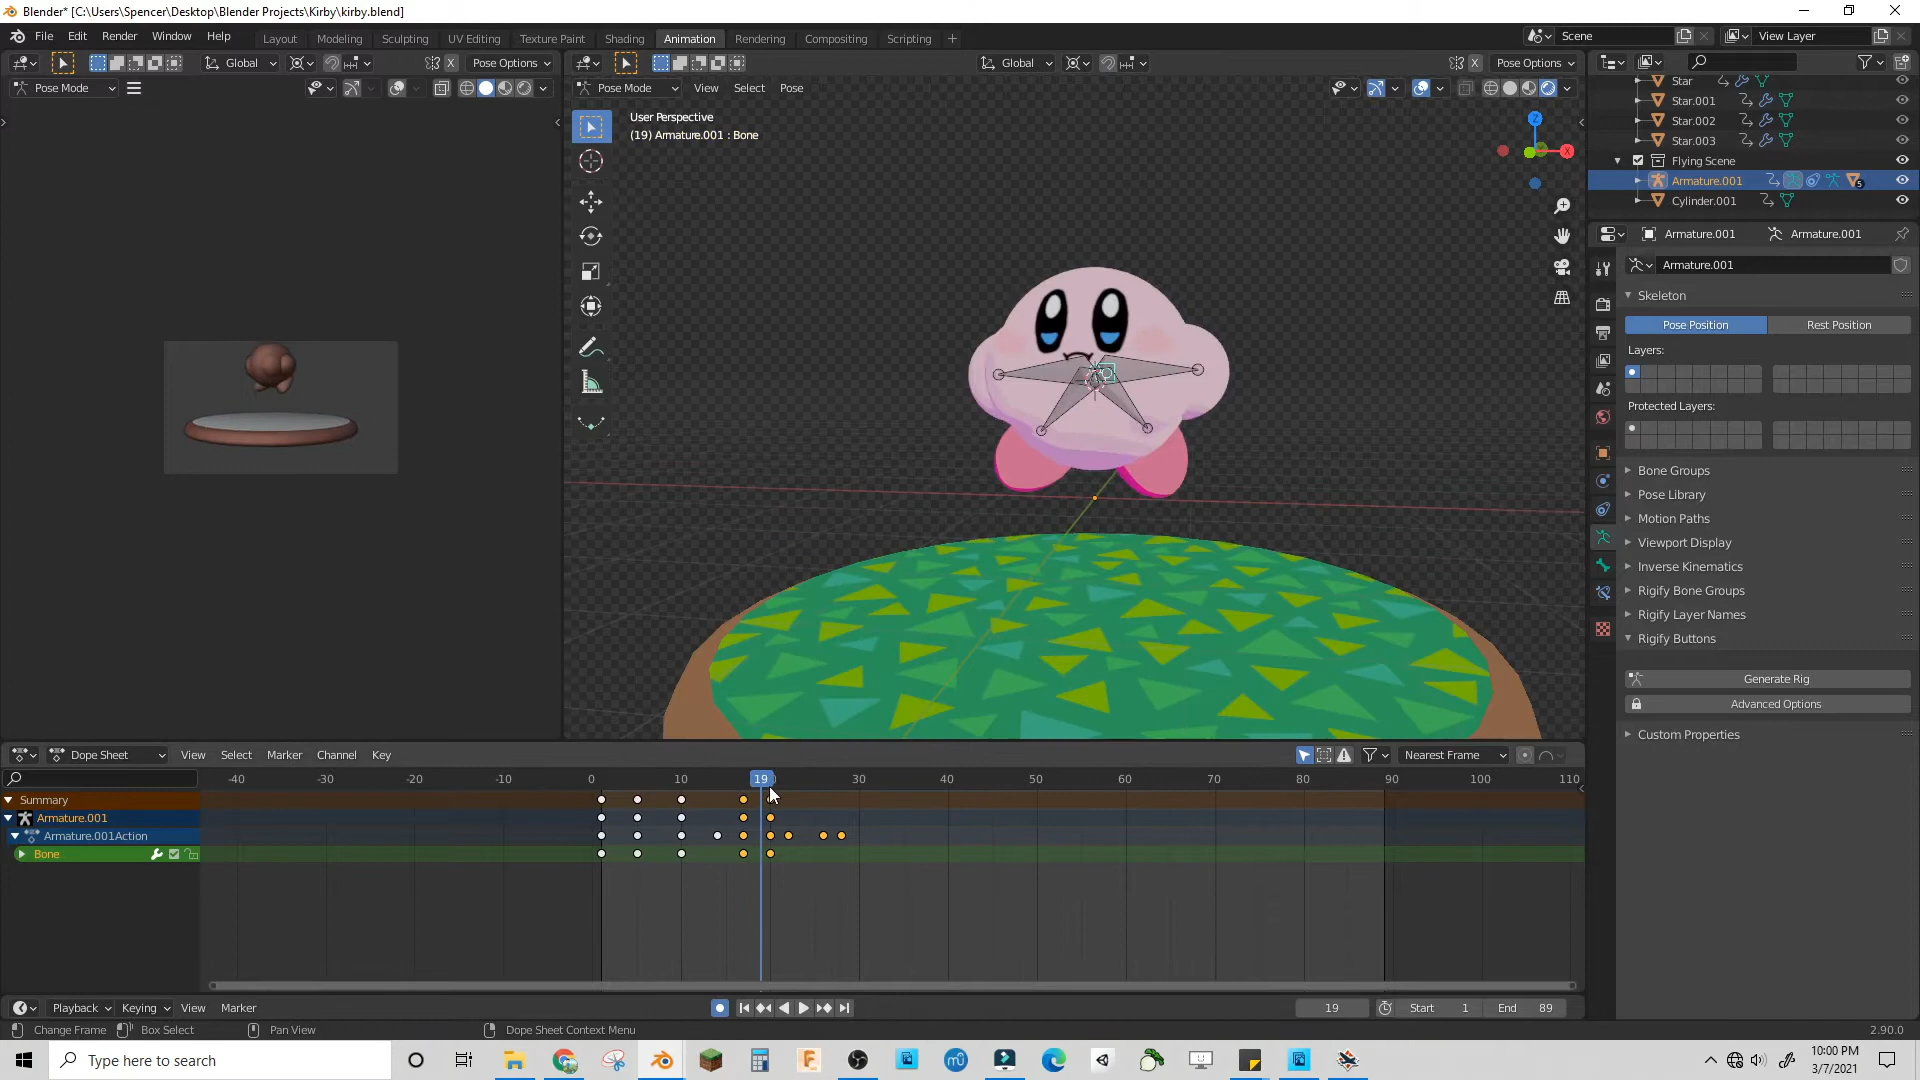 Blender* [C:\Users\Spencer\Desktop\Blender Projects\Kirby\kirby.blend]
File Edit Render Window Help Layout Modeling Sculpting UV Editing Texture Paint Shading Animation Rendering Compositing Scripting + Scene View Layer
Global Pose Options Global Pose Options
Pose Mode Pose Mode View Select Pose
User Perspective
(19) Armature.001 : Bone
Z
X
Star
Star.001
Star.002
Star.003
Flying Scene
Armature.001 5
Cylinder.001
Armature.001 Armature.001
Armature.001
Skeleton
Pose Position Rest Position
Layers:
Protected Layers:
Bone Groups
Pose Library
Motion Paths
Viewport Display
Inverse Kinematics
Rigify Bone Groups
Rigify Layer Names
Rigify Buttons
Generate Rig
Advanced Options
Custom Properties
Dope Sheet View Select Marker Channel Key Nearest Frame
-40 -30 -20 -10 0 10 19 30 40 50 60 70 80 90 100 110
Summary
Armature.001
Armature.001Action
Bone
Playback Keying View Marker 19 Start 1 End 89
Change Frame Box Select Pan View Dope Sheet Context Menu 2.90.0
Type here to search
10:00 PM
3/7/2021